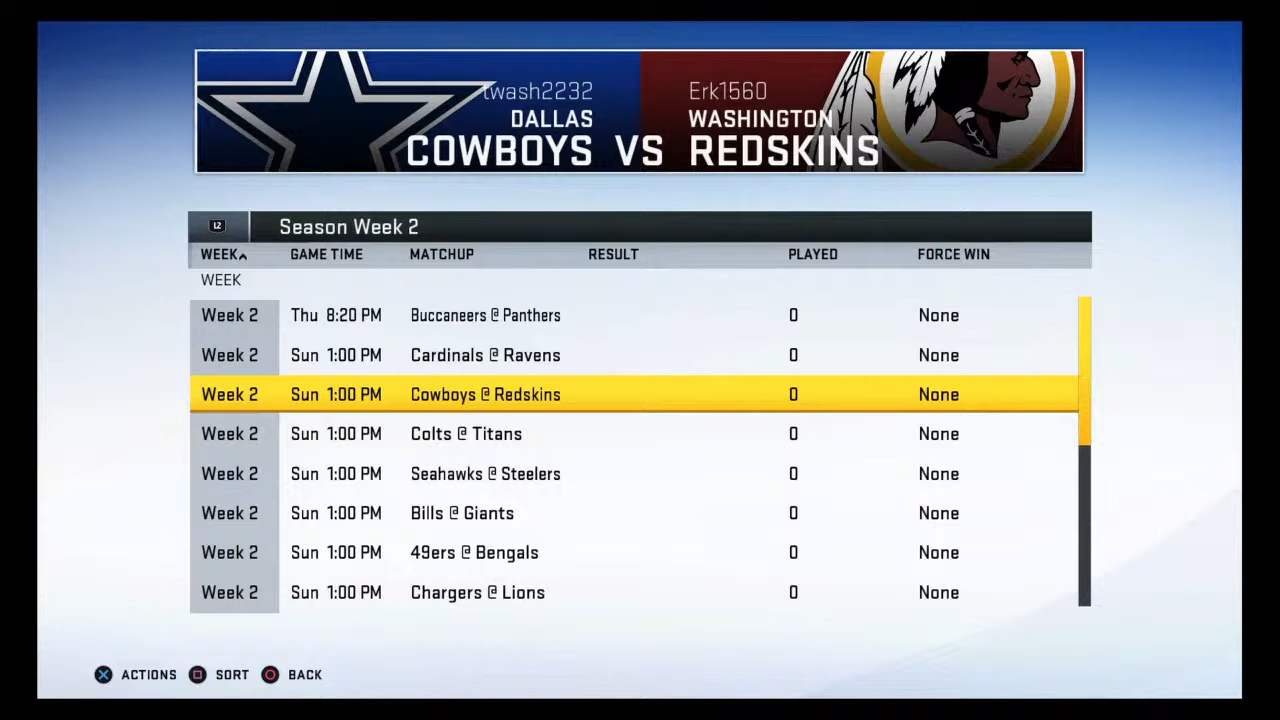 twash2232 Erk1560
DALLAS WASHINGTON
COWBOYS VS REDSKINS
L2 Season Week 2
WEEK GAME TIME MATCHUP RESULT PLAYED FORCE WIN
WEEK
Week 2 Thu 8:20 PM Buccaneers @ Panthers 0 None
Week 2 Sun 1:00 PM Cardinals @ Ravens 0 None
Week 2 Sun 1:00 PM Cowboys @ Redskins 0 None
Week 2 Sun 1:00 PM Colts @ Titans 0 None
Week 2 Sun 1:00 PM Seahawks @ Steelers 0 None
Week 2 Sun 1:00 PM Bills @ Giants 0 None
Week 2 Sun 1:00 PM 49ers @ Bengals 0 None
Week 2 Sun 1:00 PM Chargers @ Lions 0 None
ACTIONS SORT BACK